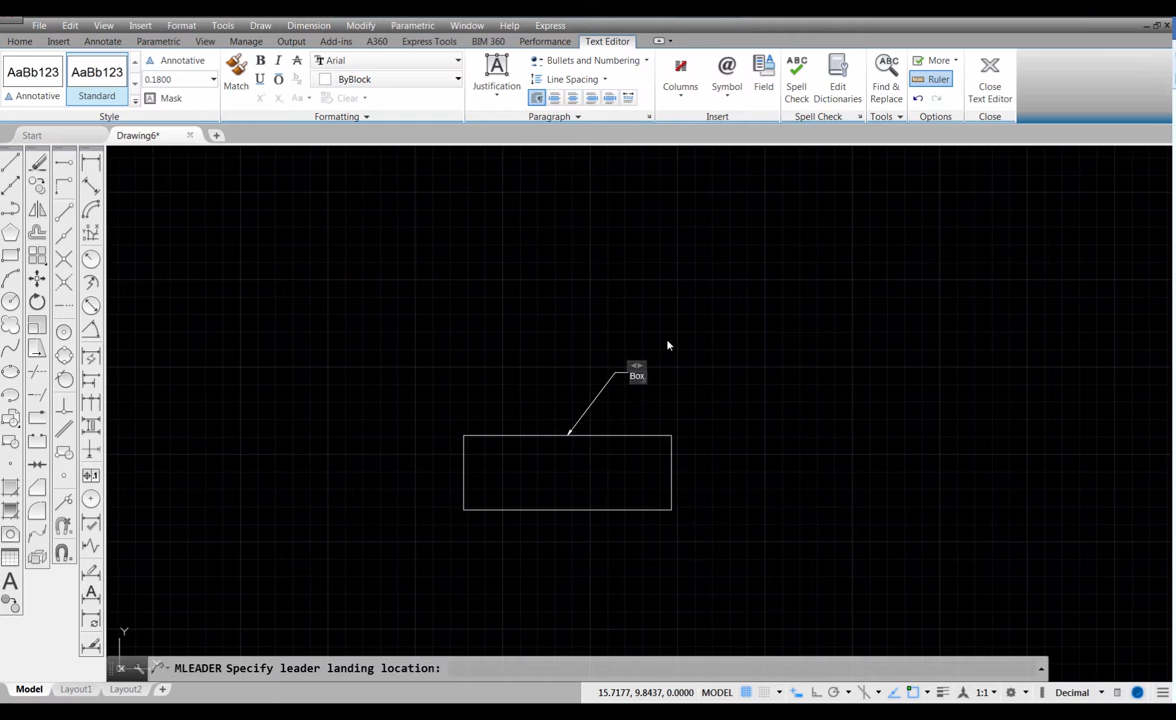 File Edit View Insert Format Tools Draw Dimension Modify Parametric Window Help Express
Home Insert Annotate Parametric View Manage Output Add-ins A360 Express Tools BIM 360 Performance Text Editor
AaBb123 AaBb123 Annotative B I A Arial Bullets and Numbering More
0.1800 Match U O ByBlock Justification Line Spacing Columns Symbol Field Spell Check Edit Dictionaries Find & Replace Ruler Close Text Editor
Annotative Standard Mask Aa Clear
Style Formatting Paragraph Insert Spell Check Tools Options Close
Start Drawing6*
Box
Y
MLEADER Specify leader landing location:
Model Layout1 Layout2 15.7177, 9.8437, 0.0000 MODEL 1:1 Decimal